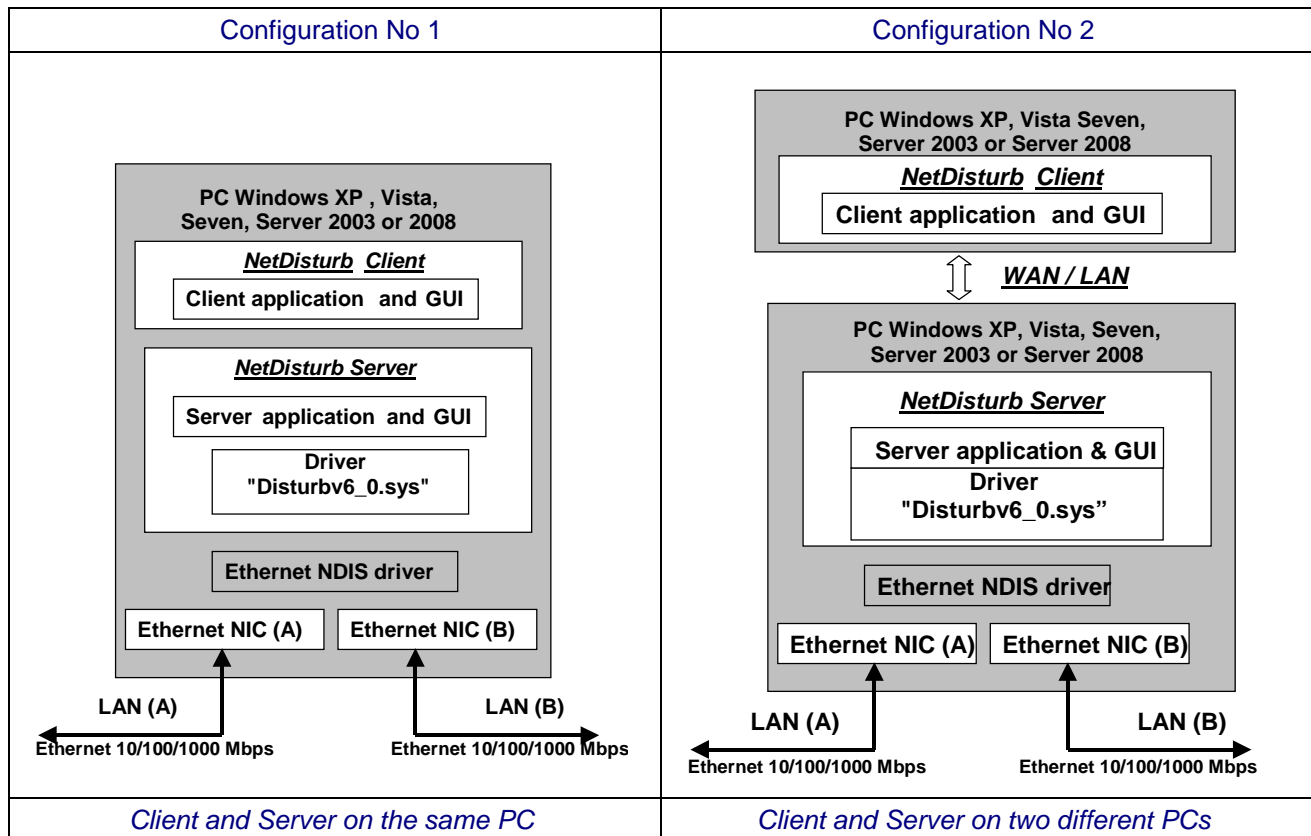 Configuration No 1
PC Windows XP , Vista,
Seven, Server 2003 or 2008
NetDisturb Client
Client application and GUI
NetDisturb Server
Server application and GUI
Driver
"Disturbv6_0.sys"
Ethernet NDIS driver
Ethernet NIC (A)
Ethernet NIC (B)
LAN (A)
LAN (B)
Ethernet 10/100/1000 Mbps
Ethernet 10/100/1000 Mbps
Client and Server on the same PC
Configuration No 2
PC Windows XP, Vista Seven,
Server 2003 or Server 2008
NetDisturb Client
Client application and GUI
WAN / LAN
PC Windows XP, Vista, Seven,
Server 2003 or Server 2008
NetDisturb Server
Server application & GUI
Driver
"Disturbv6_0.sys”
Ethernet NDIS driver
Ethernet NIC (A)
Ethernet NIC (B)
LAN (A)
LAN (B)
Ethernet 10/100/1000 Mbps
Ethernet 10/100/1000 Mbps
Client and Server on two different PCs